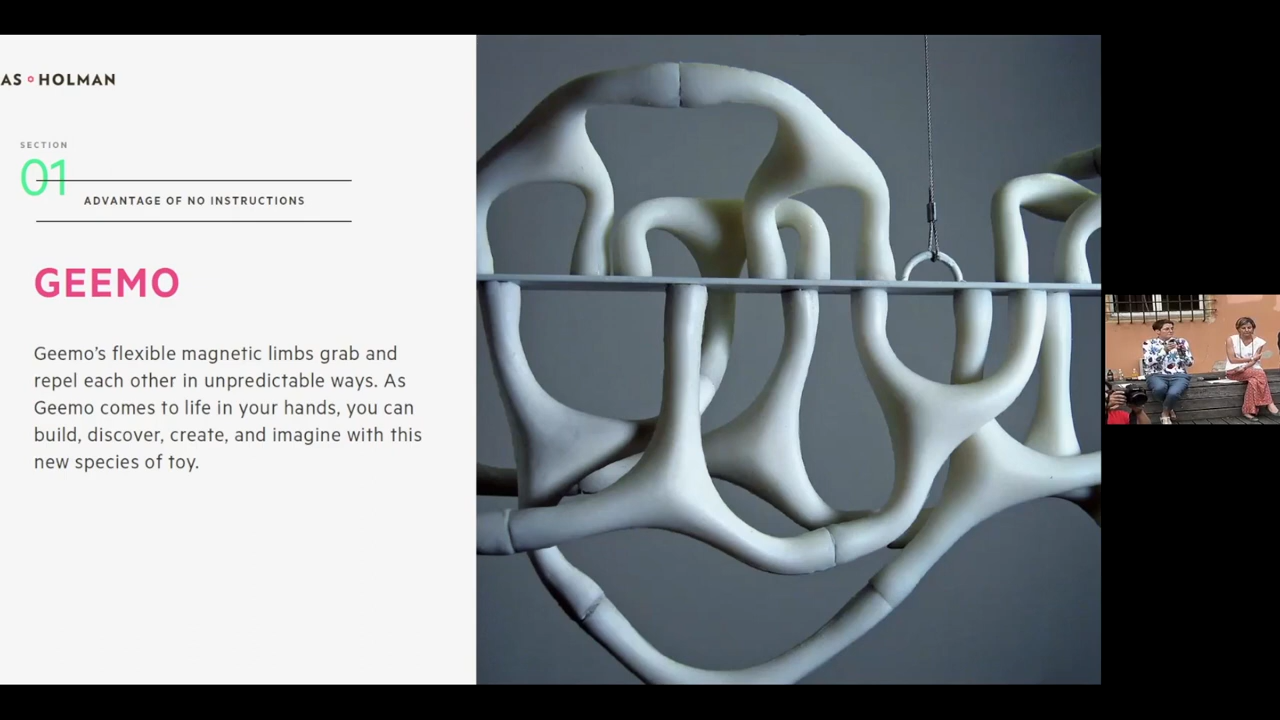 AS HOLMAN
SECTION
01
ADVANTAGE OF NO INSTRUCTIONS
GEEMO
Geemo’s flexible magnetic limbs grab and
repel each other in unpredictable ways. As
Geemo comes to life in your hands, you can
build, discover, create, and imagine with this
new species of toy.